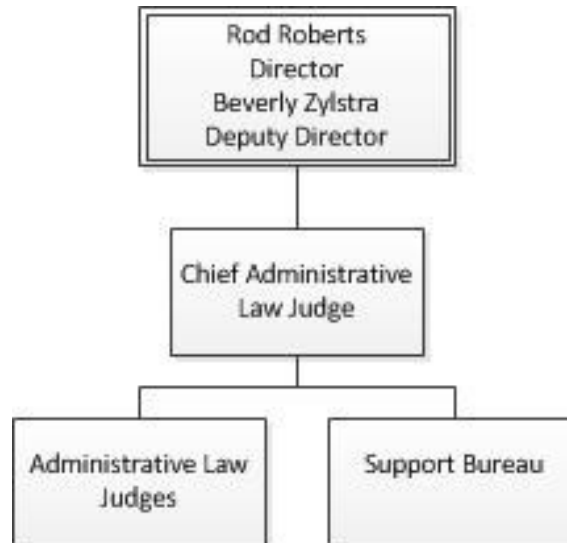 Rod Roberts
Director
Beverly Zylstra
Deputy Director
Chief Administrative
Law Judge
Administrative Law
Judges
Support Bureau